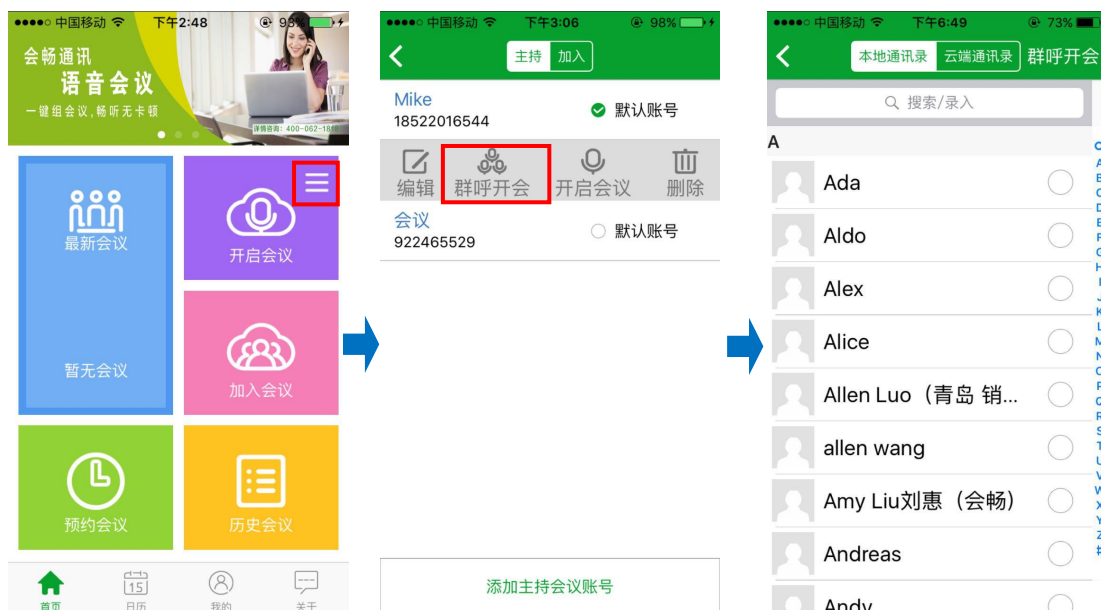 ●●●●○ 中国移动 下午2:48 93%
会畅通讯
语音会议
一键组会议,畅听无卡顿
最新会议
暂无会议
开启会议
加入会议
预约会议
历史会议
首页
15
日历
我的
关于
●●●●○ 中国移动 下午3:06 98%
主持 加入
Mike
18522016544
默认账号
编辑 群呼开会 开启会议 删除
会议
922465529
默认账号
添加主持会议账号
●●●●○ 中国移动 下午6:49 73%
本地通讯录 云端通讯录 群呼开会
搜索/录入
A
Ada
Aldo
Alex
Alice
Allen Luo（青岛 销...
allen wang
Amy Liu刘惠（会畅）
Andreas
Andy